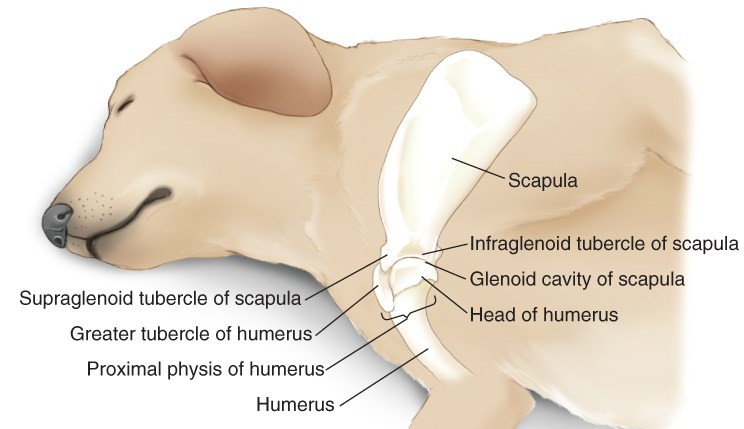 Scapula
Infraglenoid tubercle of scapula
Glenoid cavity of scapula
Supraglenoid tubercle of scapula
Head of humerus
Greater tubercle of humerus
Proximal physis of humerus
Humerus